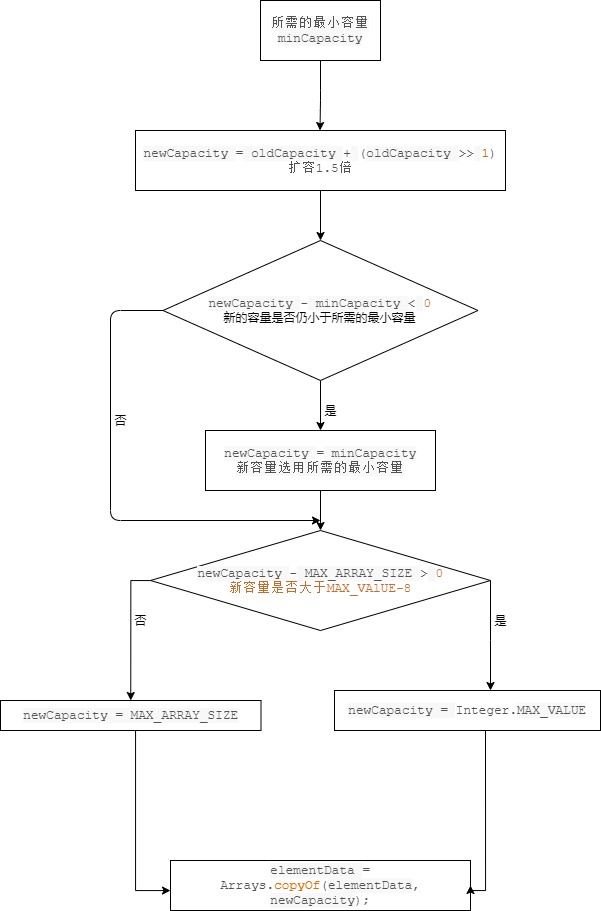 所需的最小容量
minCapacity
newCapacity = oldCapacity + (oldCapacity >> 1)
扩容1.5倍
newCapacity - minCapacity < 0
新的容量是否仍小于所需的最小容量
否
是
newCapacity = minCapacity
新容量选用所需的最小容量
newCapacity - MAX_ARRAY_SIZE > 0
新容量是否大于MAX_VAlUE-8
否
是
newCapacity = MAX_ARRAY_SIZE
newCapacity = Integer.MAX_VALUE
elementData =
Arrays.copyOf(elementData,
newCapacity);